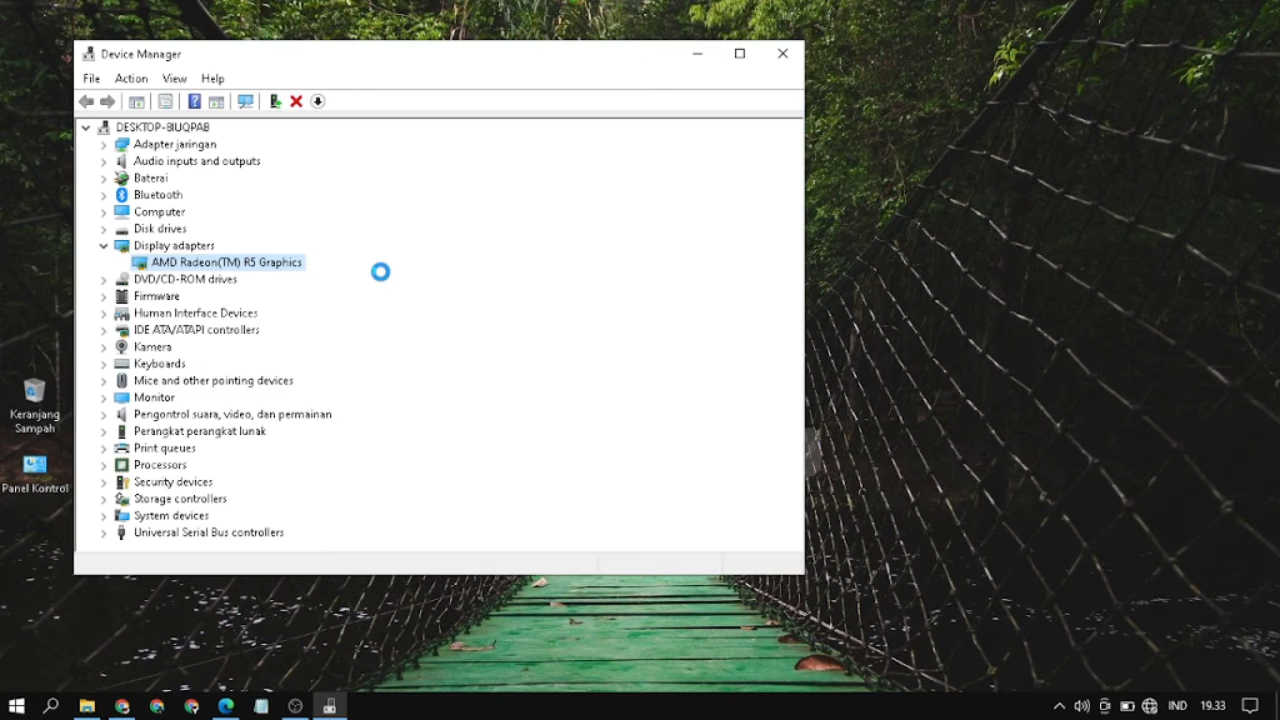 Device Manager
File Action View Help
DESKTOP-BIUQPAB
Adapter jaringan
Audio inputs and outputs
Baterai
Bluetooth
Computer
Disk drives
Display adapters
AMD Radeon(TM) R5 Graphics
DVD/CD-ROM drives
Firmware
Human Interface Devices
IDE ATA/ATAPI controllers
Kamera
Keyboards
Mice and other pointing devices
Monitor
Pengontrol suara, video, dan permainan
Perangkat perangkat lunak
Print queues
Processors
Security devices
Storage controllers
System devices
Universal Serial Bus controllers
Keranjang
Sampah
Panel Kontrol
IND 19.33